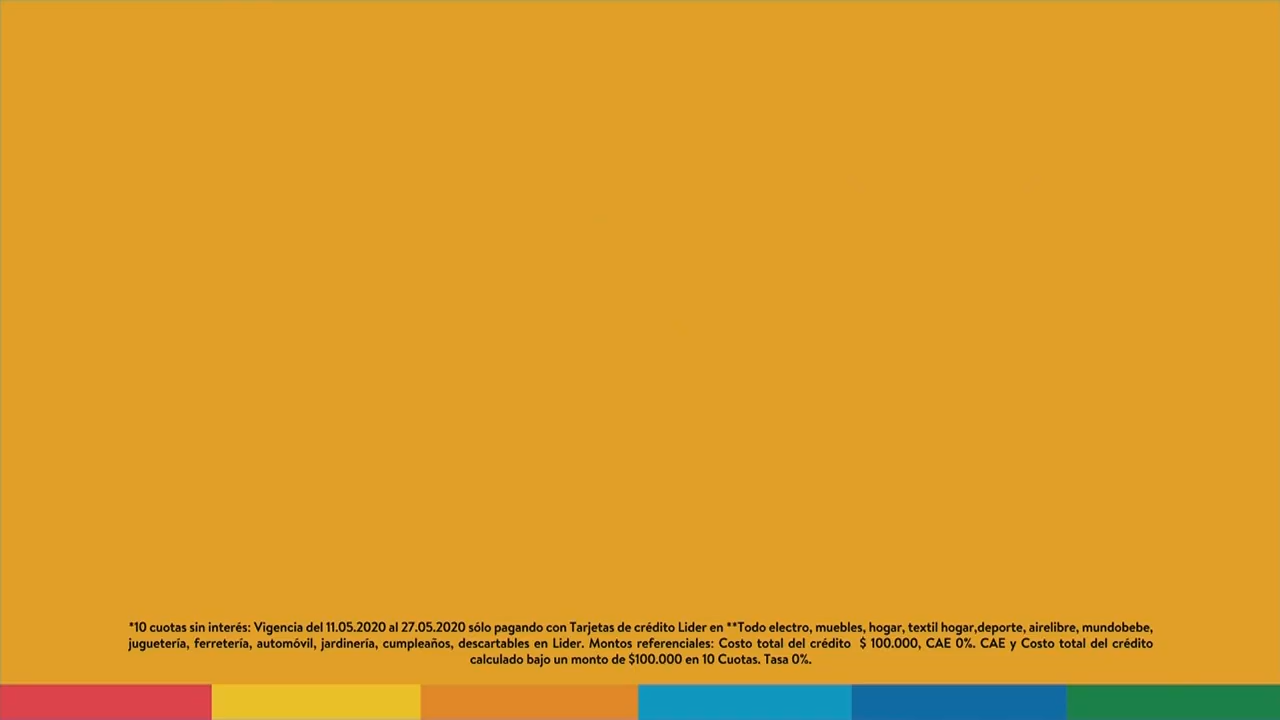 *10 cuotas sin interés: Vigencia del 11.05.2020 al 27.05.2020 sólo pagando con Tarjetas de crédito Lider en **Todo electro, muebles, hogar, textil hogar,deporte, airelibre, mundobebe,
juguetería, ferretería, automóvil, jardinería, cumpleaños, descartables en Lider. Montos referenciales: Costo total del crédito  $ 100.000, CAE 0%. CAE y Costo total del crédito
calculado bajo un monto de $100.000 en 10 Cuotas. Tasa 0%.